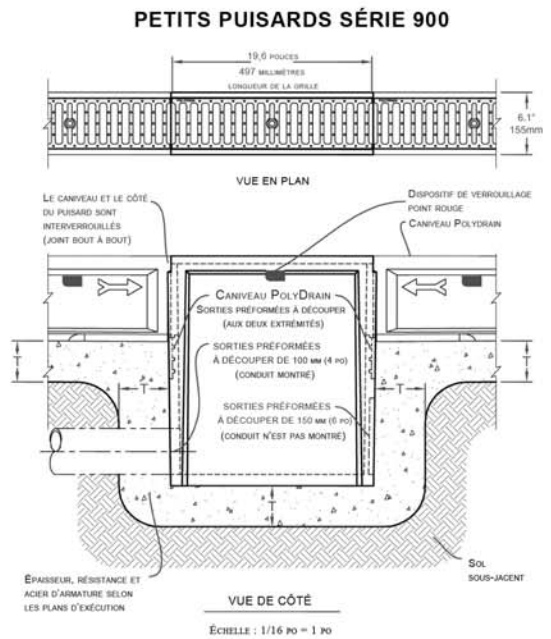 PETITS PUISARDS SÉRIE 900
19,6 POUCES
497 MILLIMÈTRES
LONGUEUR DE LA GRILLE
6.1"
155mm
VUE EN PLAN
LE CANIVEAU ET LE CÔTÉ
DU PUISARD SONT
INTERVERROUILLÉS
(JOINT BOUT À BOUT)
DISPOSITIF DE VERROUILLAGE
POINT ROUGE
CANIVEAU POLYDRAIN
CANIVEAU POLYDRAIN
SORTIES PRÉFORMÉES À DÉCOUPER
(AUX DEUX EXTRÉMITÉS)
SORTIES PRÉFORMÉES
À DÉCOUPER DE 100 MM (4 PO)
(CONDUIT MONTRÉ)
SORTIES PRÉFORMÉES
À DÉCOUPER DE 150 MM (6 PO)
(CONDUIT N'EST PAS MONTRÉ)
T
T
T
T
T
ÉPAISSEUR, RÉSISTANCE ET
ACIER D'ARMATURE SELON
LES PLANS D'EXÉCUTION
SOL
SOUS-JACENT
VUE DE CÔTÉ
ÉCHELLE : 1/16 PO = 1 PO